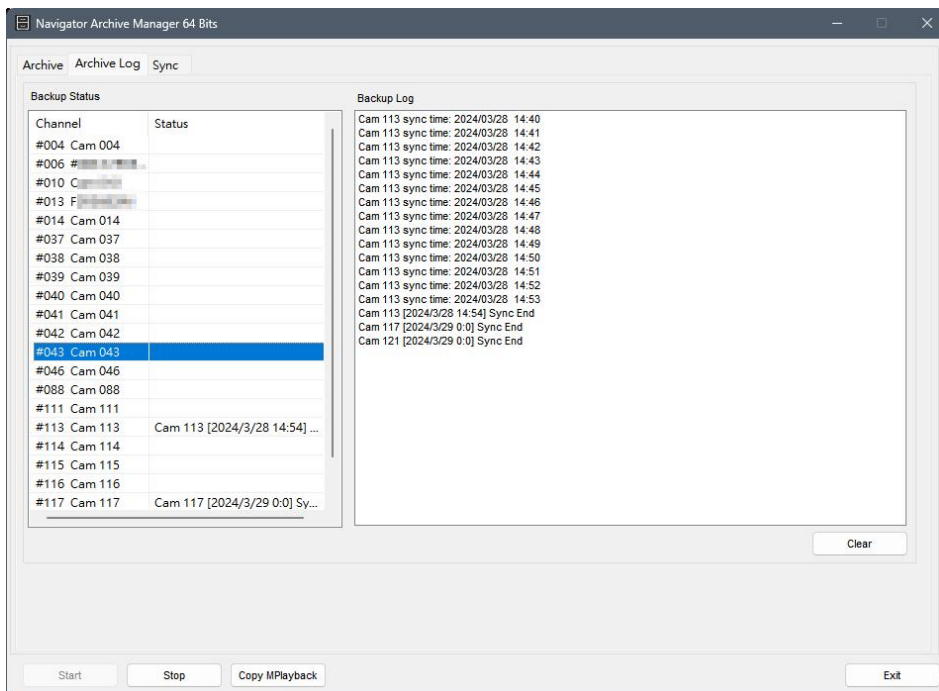 Navigator Archive Manager 64 Bits
Archive Archive Log Sync
Backup Status
Channel Status
#004 Cam 004
#006 #
#010
#013
#014 Cam 014
#037 Cam 037
#038 Cam 038
#039 Cam 039
#040 Cam 040
#041 Cam 041
#042 Cam 042
#043 Cam 043
#046 Cam 046
#088 Cam 088
#111 Cam 111
#113 Cam 113 Cam 113 [2024/3/28 14:54] ...
#114 Cam 114
#115 Cam 115
#116 Cam 116
#117 Cam 117 Cam 117 [2024/3/29 0:0] Sy...
Backup Log
Cam 113 sync time: 2024/03/28 14:40
Cam 113 sync time: 2024/03/28 14:41
Cam 113 sync time: 2024/03/28 14:42
Cam 113 sync time: 2024/03/28 14:43
Cam 113 sync time: 2024/03/28 14:44
Cam 113 sync time: 2024/03/28 14:45
Cam 113 sync time: 2024/03/28 14:46
Cam 113 sync time: 2024/03/28 14:47
Cam 113 sync time: 2024/03/28 14:48
Cam 113 sync time: 2024/03/28 14:49
Cam 113 sync time: 2024/03/28 14:50
Cam 113 sync time: 2024/03/28 14:51
Cam 113 sync time: 2024/03/28 14:52
Cam 113 sync time: 2024/03/28 14:53
Cam 113 [2024/3/28 14:54] Sync End
Cam 117 [2024/3/29 0:0] Sync End
Cam 121 [2024/3/29 0:0] Sync End
Clear
Start Stop Copy MPlayback Exit